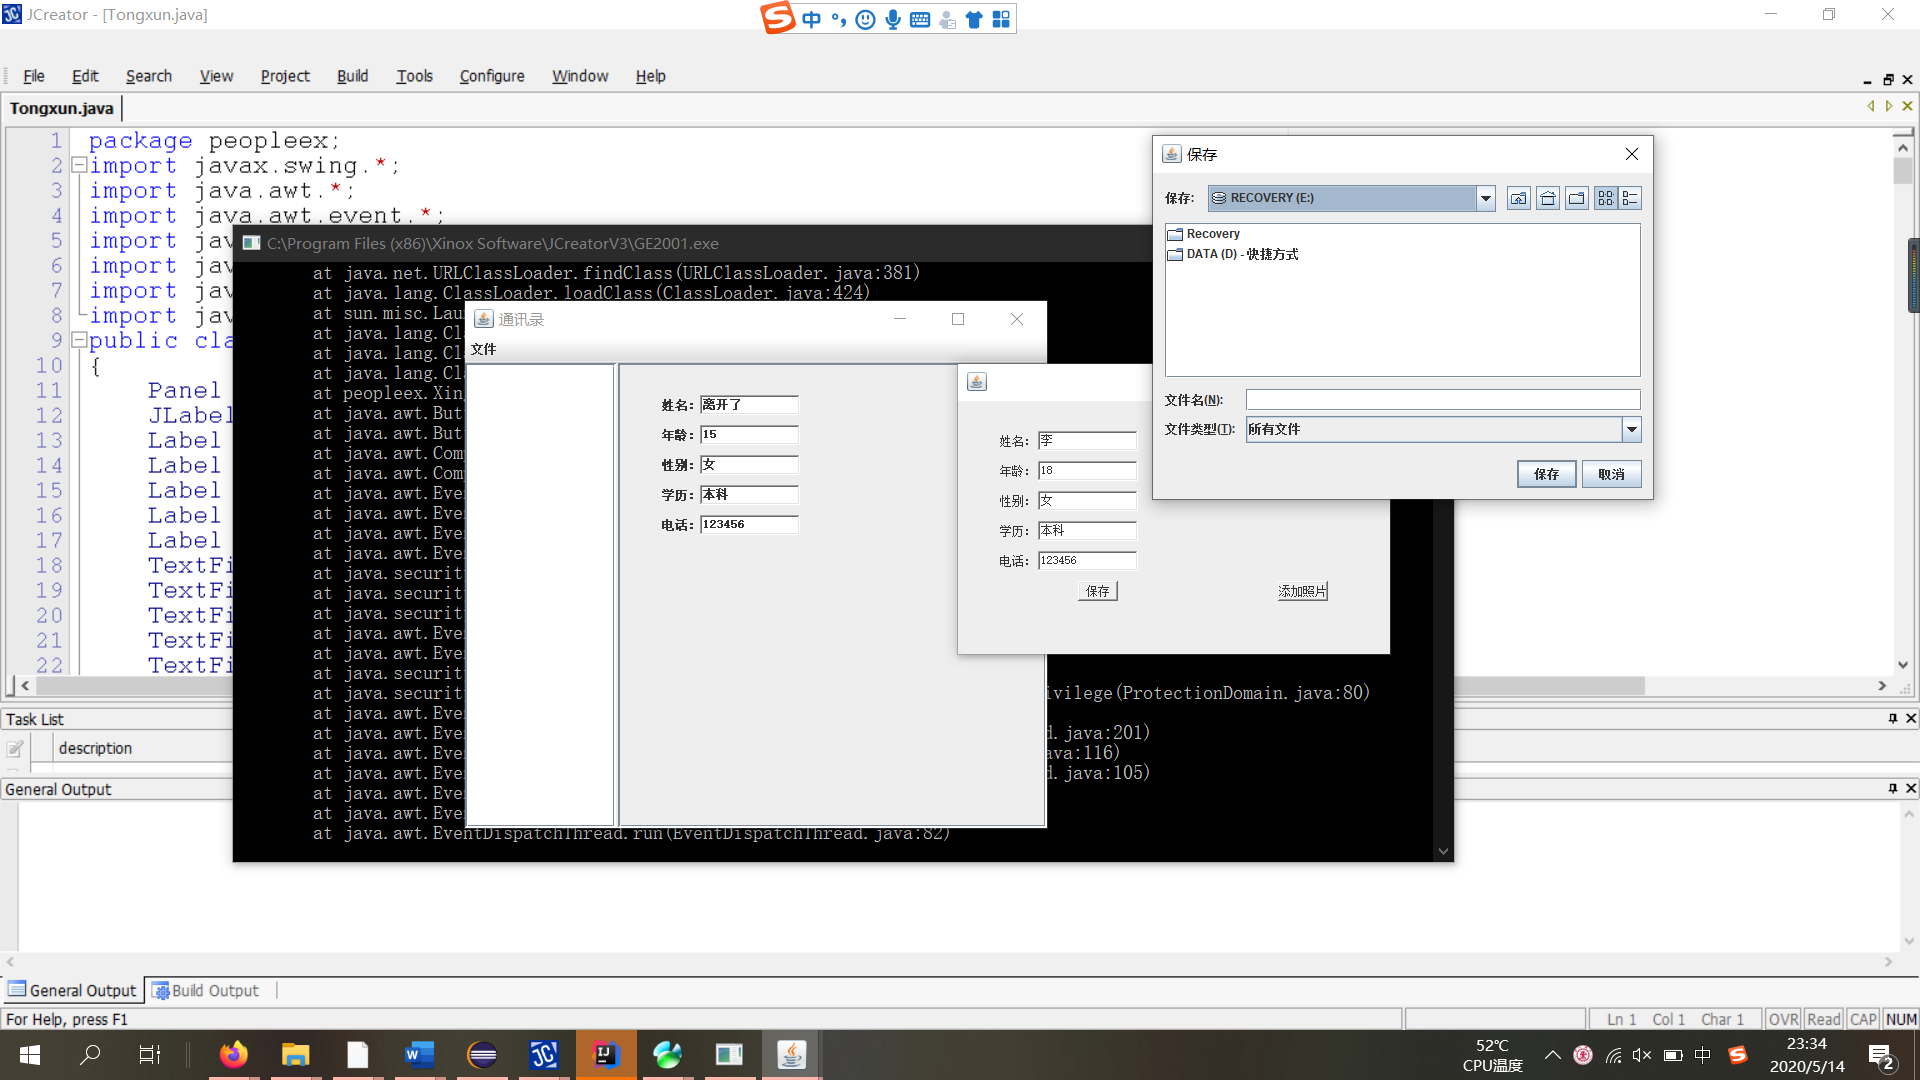 JCreator - [Tongxun.java]
中
File Edit Search View Project Build Tools Configure Window Help
Tongxun.java
1 package peopleex;
2 import javax.swing.*;
3 import java.awt.*;
4 import java.awt.event.*;
5 import jav
6 import jav
7 import jav
8 import jav
9 public cla
10 {
11 Panel
12 JLabel
13 Label
14 Label
15 Label
16 Label
17 Label
18 TextFi
19 TextFi
20 TextFi
21 TextFi
22 TextFi
C:\Program Files (x86)\Xinox Software\JCreatorV3\GE2001.exe
at java.net.URLClassLoader.findClass(URLClassLoader.java:381)
at java.lang.ClassLoader.loadClass(ClassLoader.java:424)
at sun.misc.Lau
at java.lang.Cl
at java.lang.Cl
at java.lang.Cl
at peopleex.Xin
at java.awt.But
at java.awt.But
at java.awt.Com
at java.awt.Com
at java.awt.Eve
at java.awt.Eve
at java.awt.Eve
at java.awt.Eve
at java.securit
at java.securit
at java.securit
at java.awt.Eve
at java.awt.Eve
at java.securit
at java.securit ivilege(ProtectionDomain.java:80)
at java.awt.Eve
at java.awt.Eve d.java:201)
at java.awt.Eve ava:116)
at java.awt.Eve d.java:105)
at java.awt.Eve
at java.awt.Eve
at java.awt.EventDispatchThread.run(EventDispatchThread.java:82)
通讯录
文件
姓名: 离开了
年龄: 15
性别: 女
学历: 本科
电话: 123456
姓名: 李
年龄: 18
性别: 女
学历: 本科
电话: 123456
保存 添加照片
保存
保存: RECOVERY (E:)
Recovery
DATA (D) - 快捷方式
文件名(N):
文件类型(T): 所有文件
保存 取消
Task List
description
General Output
General Output Build Output
For Help, press F1
Ln 1 Col 1 Char 1 OVR Read CAP NUM
52℃
CPU温度
中
23:34
2020/5/14
2